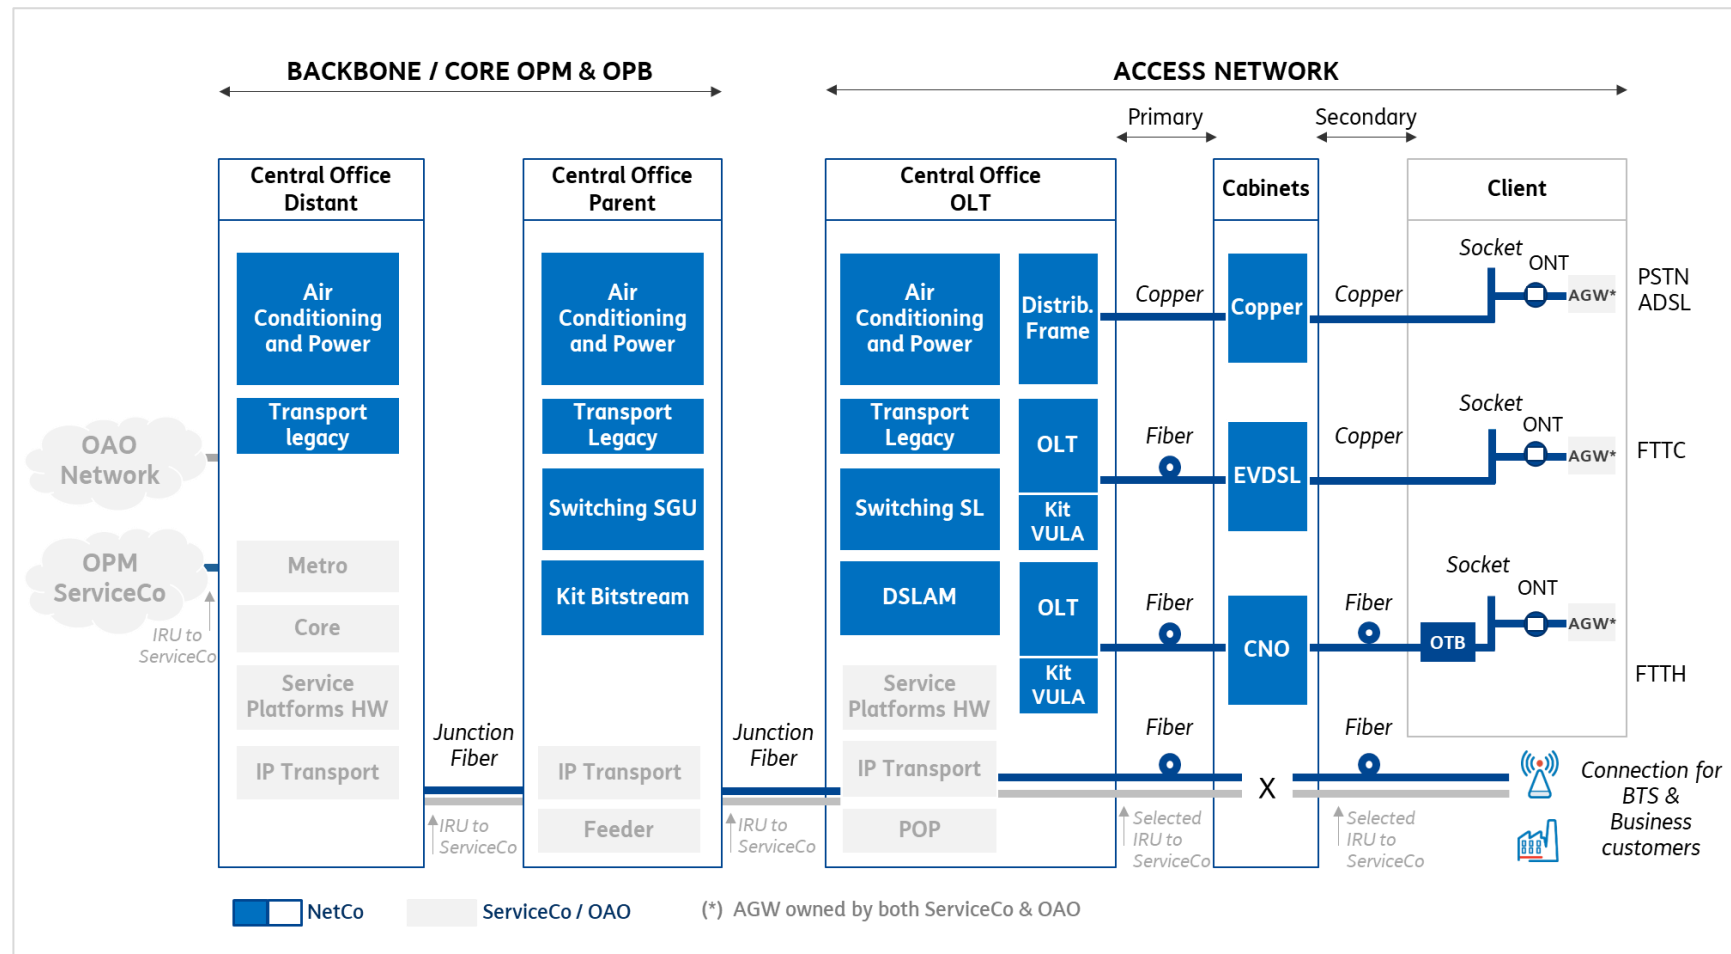 BACKBONE / CORE OPM & OPB
ACCESS NETWORK
Primary
Secondary
Central Office
Distant
Central Office
Parent
Central Office
OLT
Cabinets
Client
OAO
Network
OPM
ServiceCo
IRU to
ServiceCo
Air
Conditioning
and Power
Transport
legacy
Metro
Core
Service
Platforms HW
IP Transport
Junction
Fiber
IRU to
ServiceCo
Air
Conditioning
and Power
Transport
Legacy
Switching SGU
Kit Bitstream
IP Transport
Feeder
Junction
Fiber
IRU to
ServiceCo
Air
Conditioning
and Power
Transport
Legacy
Switching SL
DSLAM
Service
Platforms HW
IP Transport
POP
Distrib.
Frame
OLT
Kit
VULA
OLT
Kit
VULA
Copper
Copper
Copper
Socket
ONT
AGW*
PSTN
ADSL
Fiber
EVDSL
Copper
Socket
ONT
AGW*
FTTC
Fiber
CNO
Fiber
OTB
Socket
ONT
AGW*
FTTH
Fiber
X
Fiber
Selected
IRU to
ServiceCo
Selected
IRU to
ServiceCo
Connection for
BTS &
Business
customers
NetCo
ServiceCo / OAO
(*) AGW owned by both ServiceCo & OAO